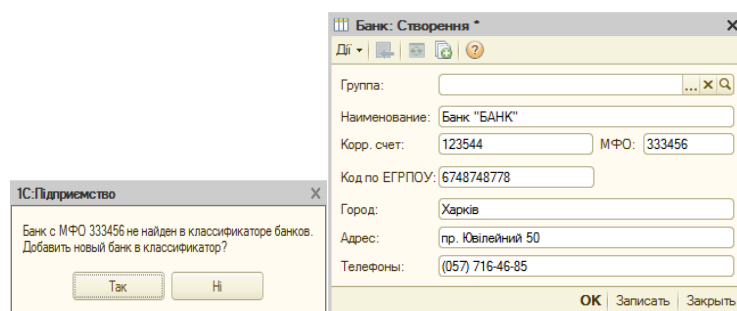 1С:Підприємство
Банк с МФО 333456 не найден в классификаторе банков.
Добавить новый банк в классификатор?
Так Ні
Банк: Створення *
Дії
Группа:
Наименование: Банк "БАНК"
Корр. счет: 123544 МФО: 333456
Код по ЕГРПОУ: 6748748778
Город: Харків
Адрес: пр. Ювілейний 50
Телефоны: (057) 716-46-85
OK Записать Закрыть